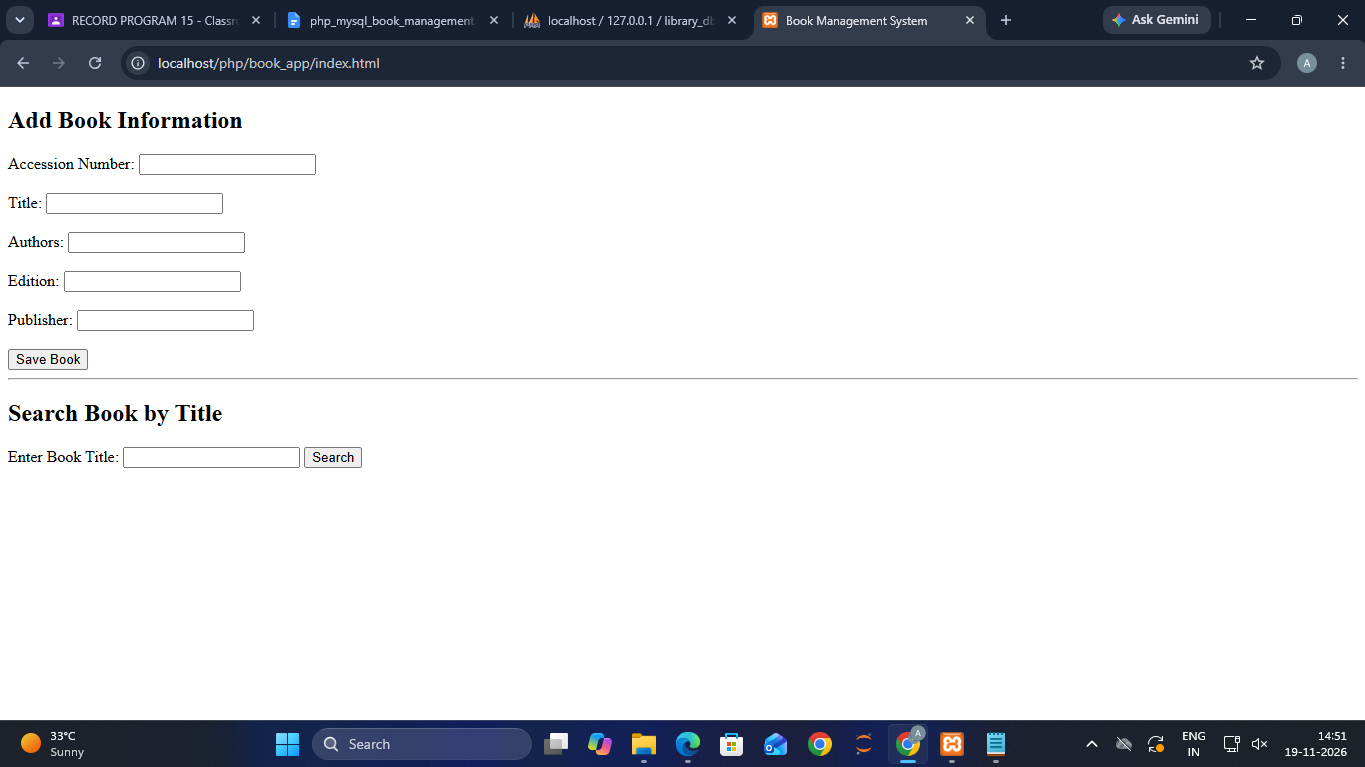 RECORD PROGRAM 15 - Classr
php_mysql_book_management
localhost / 127.0.0.1 / library_db
Book Management System
Ask Gemini
localhost/php/book_app/index.html
A
Add Book Information
Accession Number:
Title:
Authors:
Edition:
Publisher:
Save Book
Search Book by Title
Enter Book Title: Search
33°C
Sunny
Search
A
ENG
IN
14:51
19-11-2026